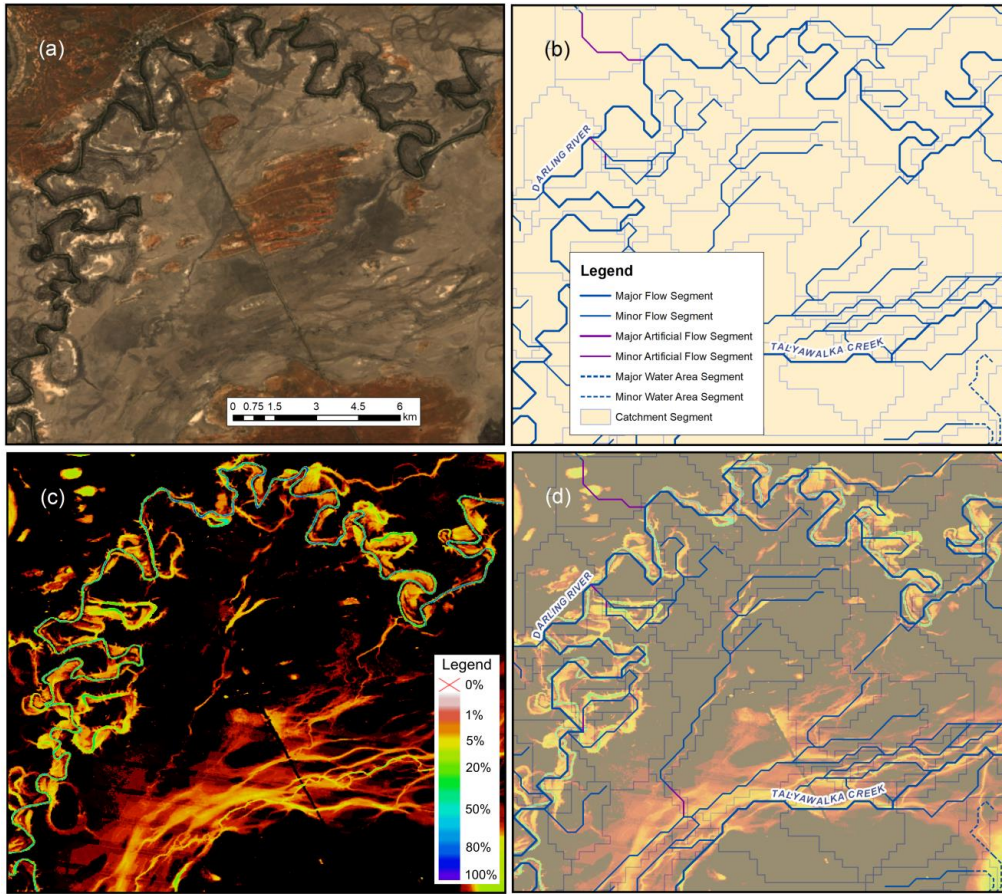 (a)
0 0.75 1.5 3 4.5 6
km
(b)
DARLING RIVER
TALYAWALKA CREEK
Legend
Major Flow Segment
Minor Flow Segment
Major Artificial Flow Segment
Minor Artificial Flow Segment
Major Water Area Segment
Minor Water Area Segment
Catchment Segment
(c)
Legend
0%
1%
5%
20%
50%
80%
100%
(d)
DARLING RIVER
TALYAWALKA CREEK